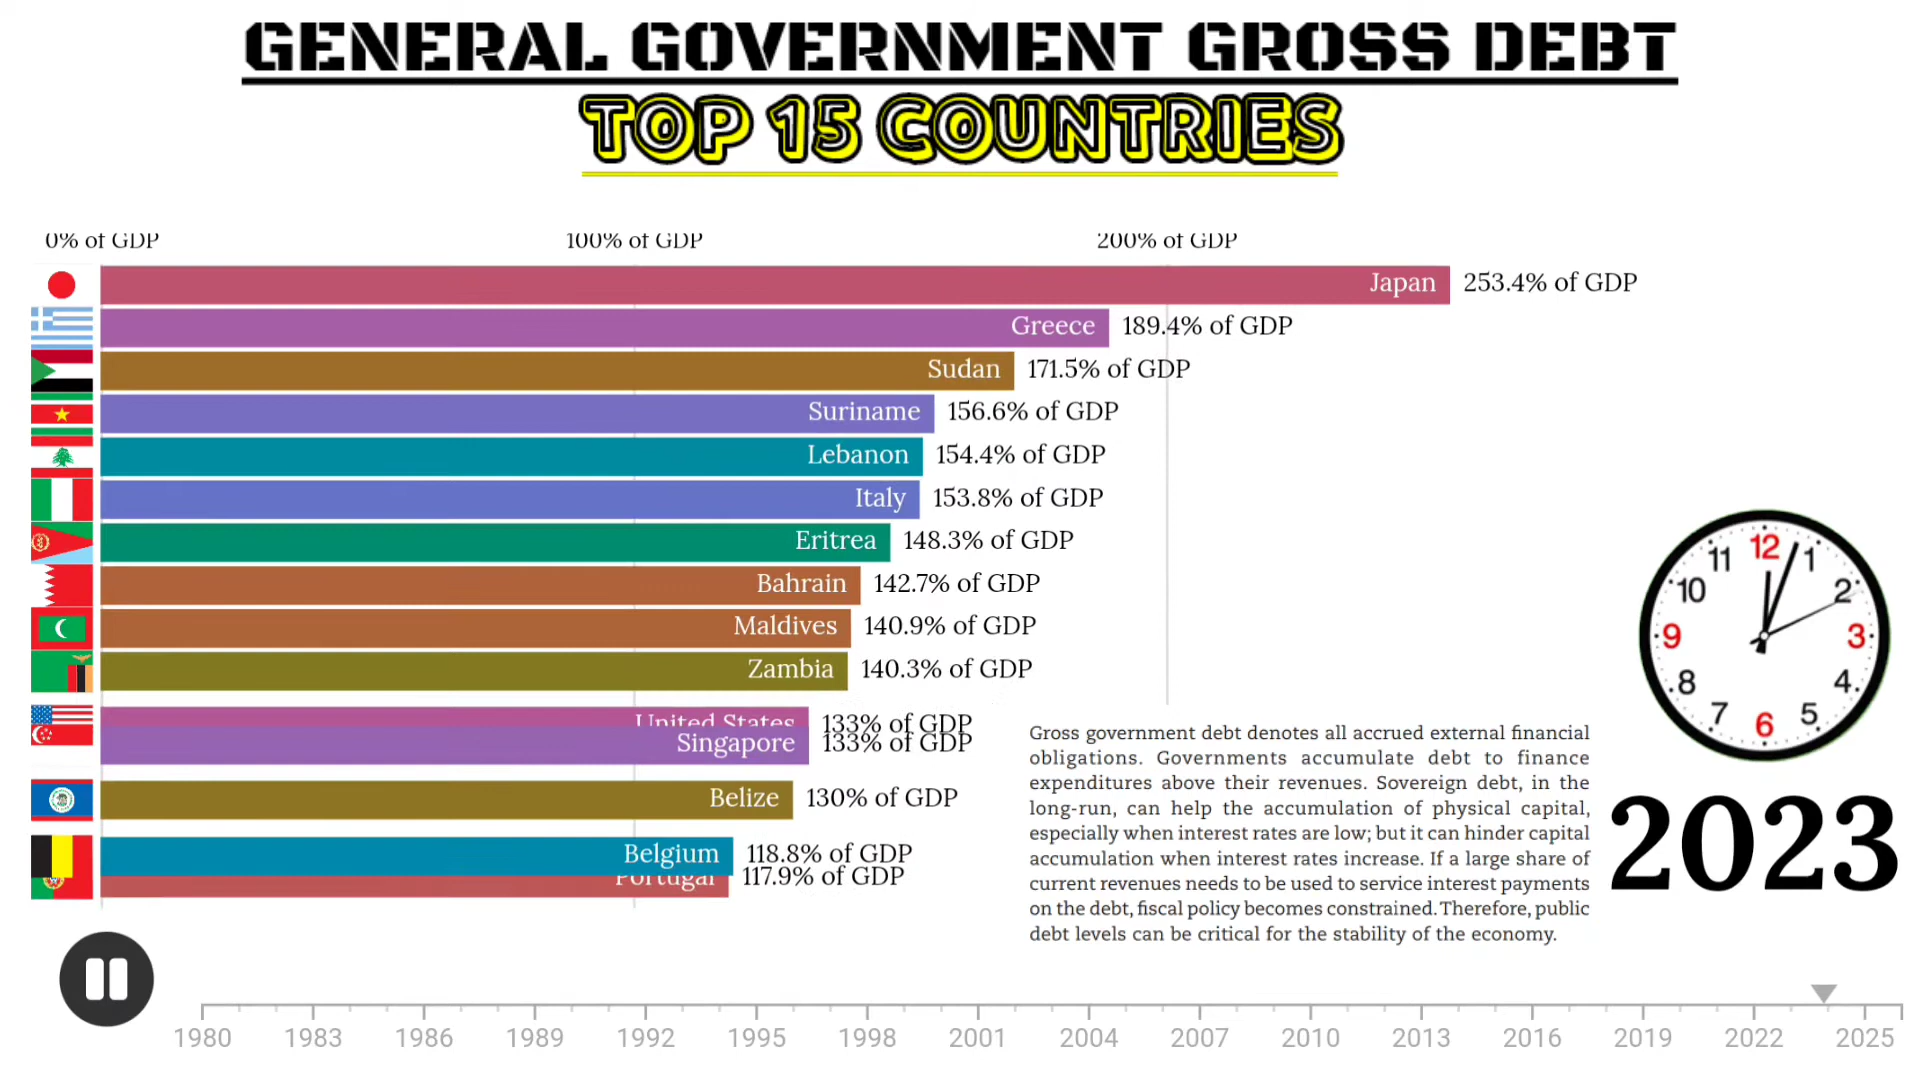 GENERAL GOVERNMENT GROSS DEBT
TOP 15 COUNTRIES
0% of GDP 100% of GDP 200% of GDP
Japan 253.4% of GDP
Greece 189.4% of GDP
Sudan 171.5% of GDP
Suriname 156.6% of GDP
Lebanon 154.4% of GDP
Italy 153.8% of GDP
Eritrea 148.3% of GDP
Bahrain 142.7% of GDP
Maldives 140.9% of GDP
Zambia 140.3% of GDP
United States 133% of GDP
Singapore 133% of GDP
Belize 130% of GDP
Belgium 118.8% of GDP
Portugal 117.9% of GDP
12
11 1
10 2
9 3
8 4
7 5
6
Gross government debt denotes all accrued external financial
obligations. Governments accumulate debt to finance
expenditures above their revenues. Sovereign debt, in the
long-run, can help the accumulation of physical capital,
especially when interest rates are low; but it can hinder capital
accumulation when interest rates increase. If a large share of
current revenues needs to be used to service interest payments
on the debt, fiscal policy becomes constrained. Therefore, public
debt levels can be critical for the stability of the economy.
2023
1980 1983 1986 1989 1992 1995 1998 2001 2004 2007 2010 2013 2016 2019 2022 2025